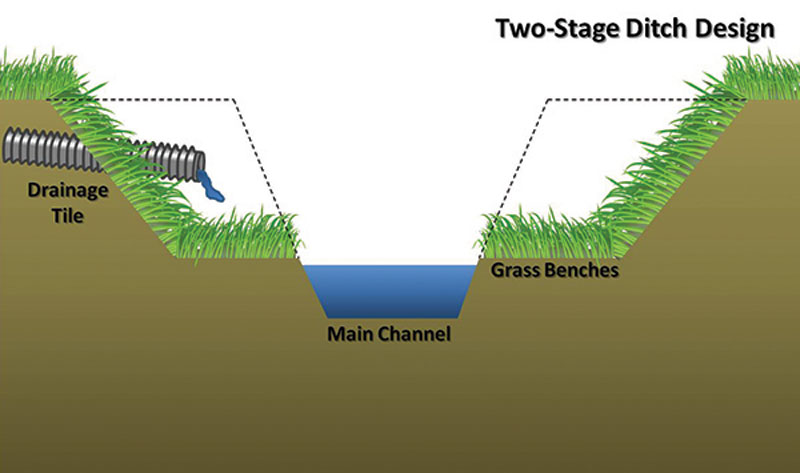 Two-Stage Ditch Design
Drainage
Tile
Grass Benches
Main Channel